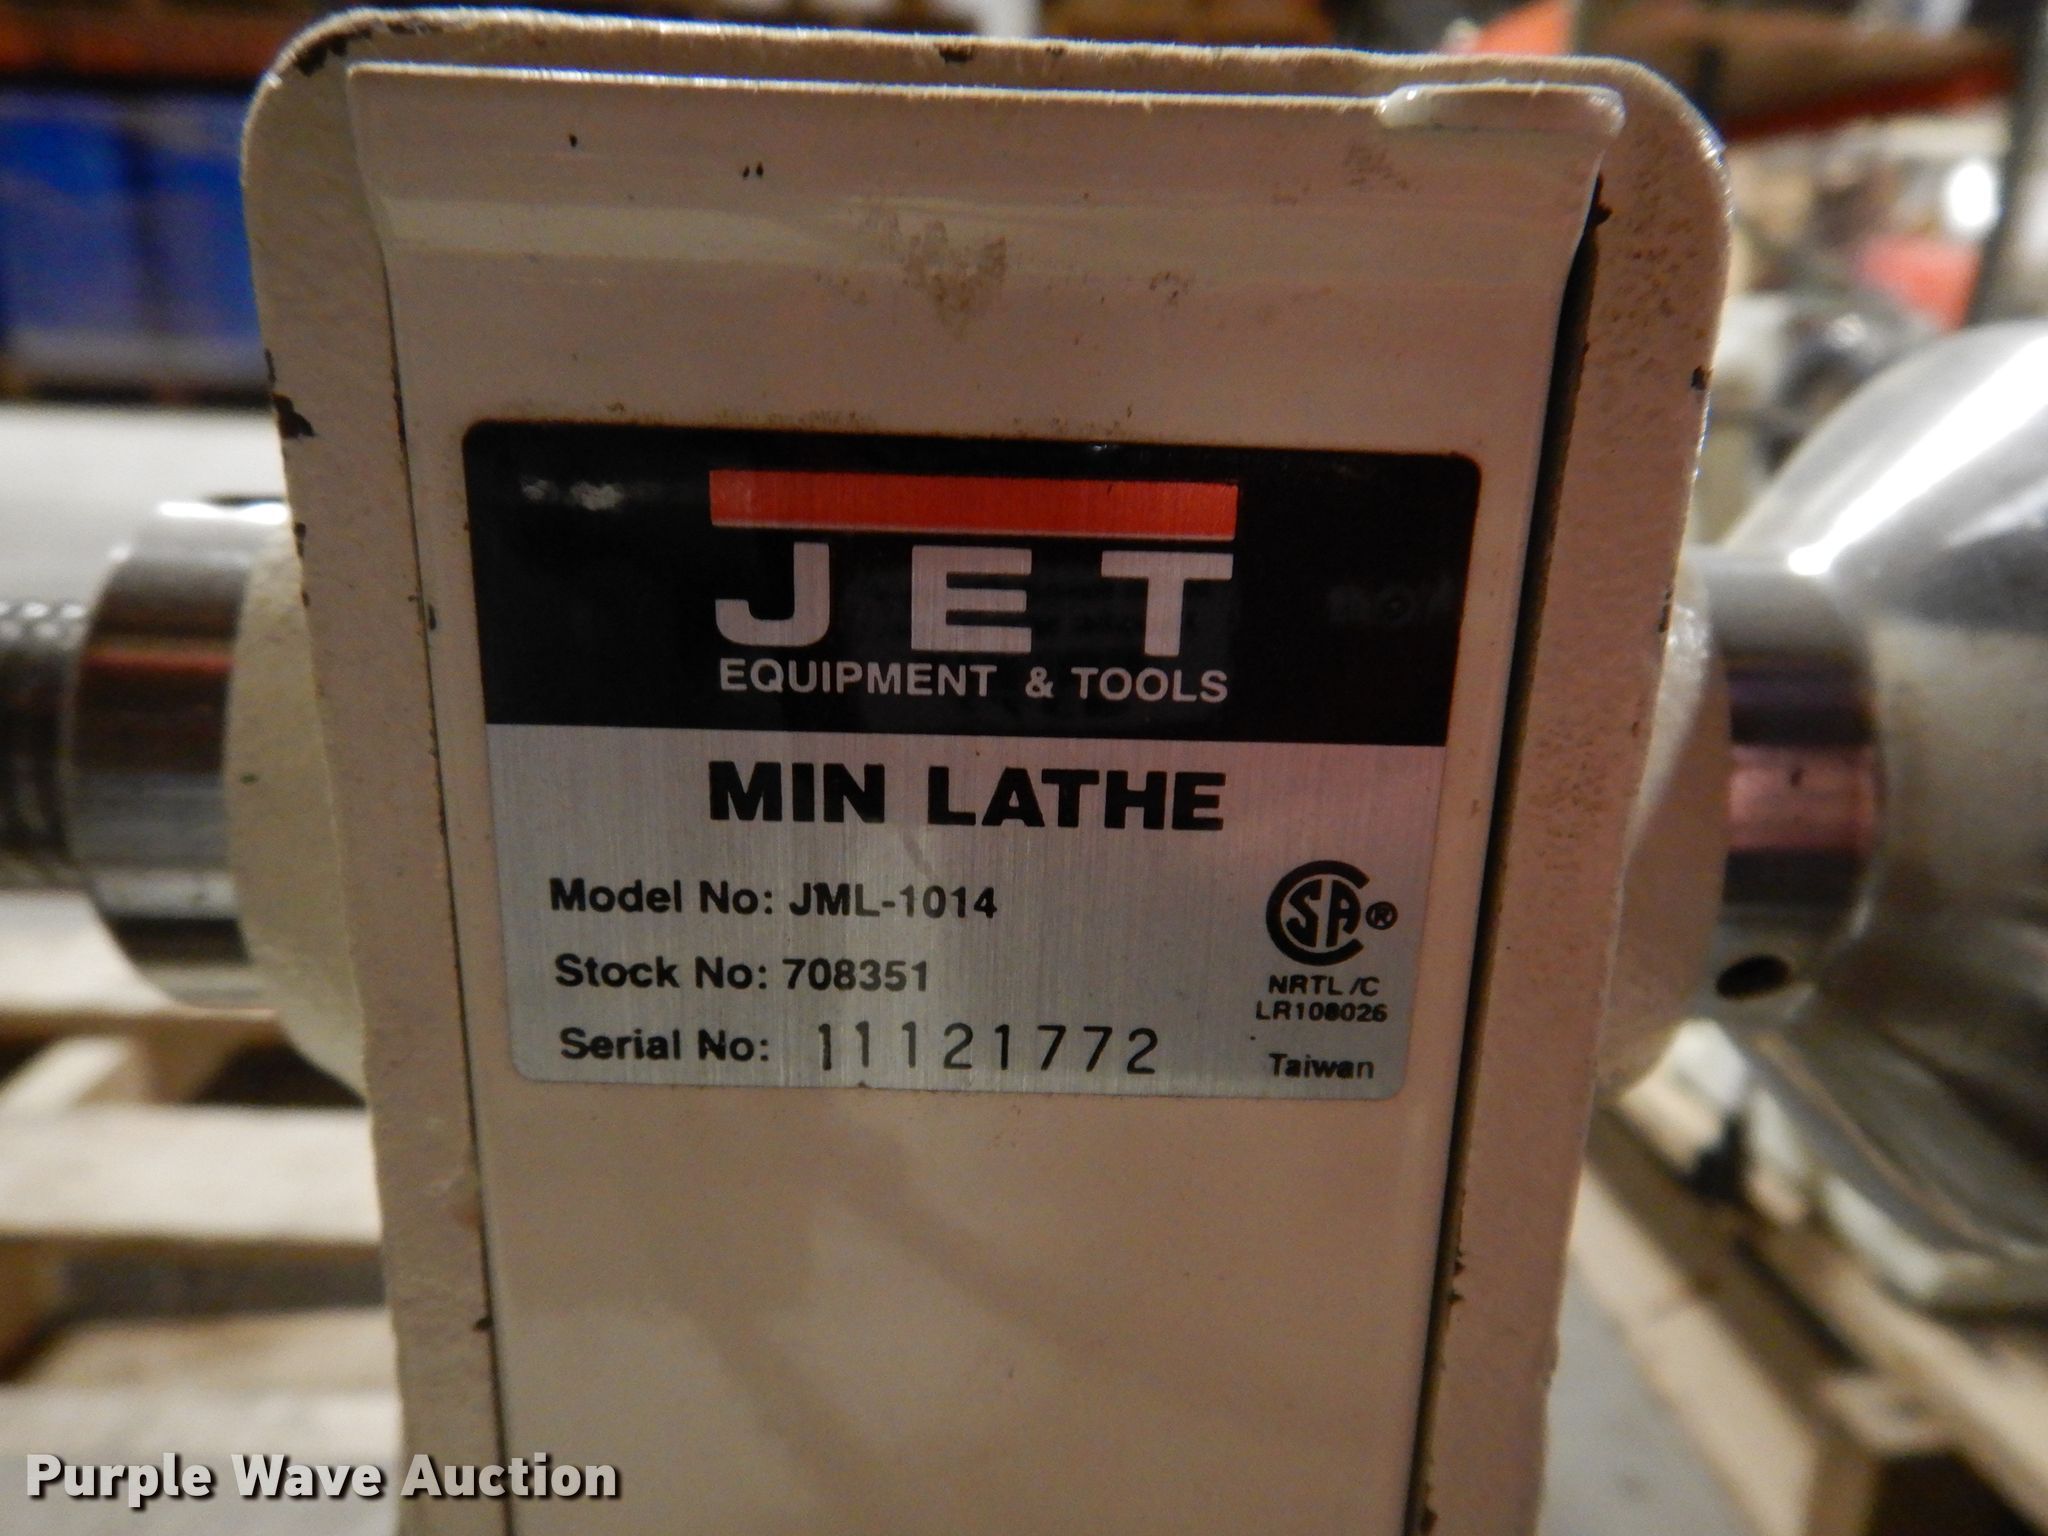 JET
EQUIPMENT & TOOLS
MIN LATHE
Model No: JML-1014
Stock No: 708351
Serial No: 11121772
CSA®
NRTL/C
LR108026
Taiwan
Purple Wave Auction